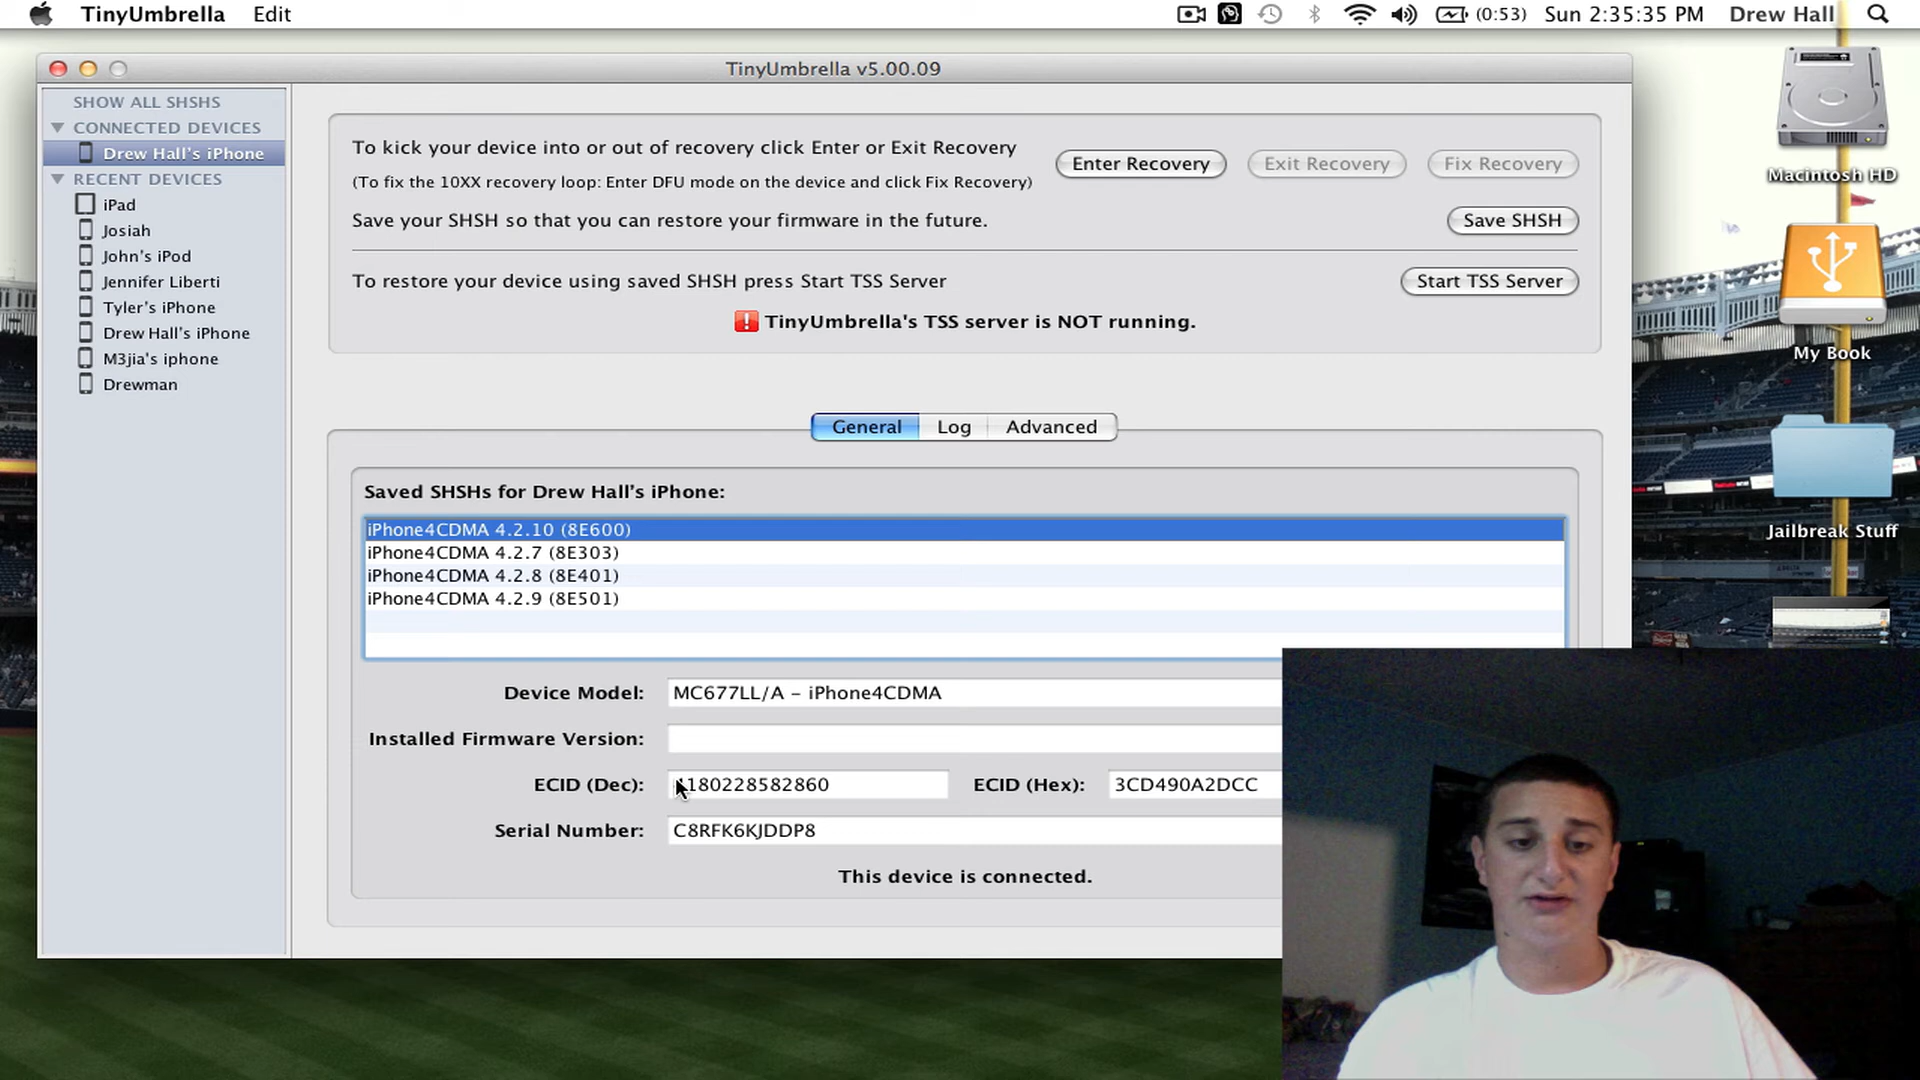 TinyUmbrella Edit (0:53) Sun 2:35:35 PM Drew Hall
TinyUmbrella v5.00.09
SHOW ALL SHSHS
CONNECTED DEVICES
Drew Hall's iPhone
RECENT DEVICES
iPad
Josiah
John's iPod
Jennifer Liberti
Tyler's iPhone
Drew Hall's iPhone
M3jia's iphone
Drewman
To kick your device into or out of recovery click Enter or Exit Recovery
(To fix the 10XX recovery loop: Enter DFU mode on the device and click Fix Recovery)
Enter Recovery Exit Recovery Fix Recovery
Save your SHSH so that you can restore your firmware in the future. Save SHSH
To restore your device using saved SHSH press Start TSS Server Start TSS Server
TinyUmbrella's TSS server is NOT running.
General Log Advanced
Saved SHSHs for Drew Hall's iPhone:
iPhone4CDMA 4.2.10 (8E600)
iPhone4CDMA 4.2.7 (8E303)
iPhone4CDMA 4.2.8 (8E401)
iPhone4CDMA 4.2.9 (8E501)
Device Model: MC677LL/A – iPhone4CDMA
Installed Firmware Version:
ECID (Dec): ECID (Hex): 3CD490A2DCC
Serial Number: C8RFK6KJDDP8
This device is connected.
Macintosh HD
My Book
Jailbreak Stuff